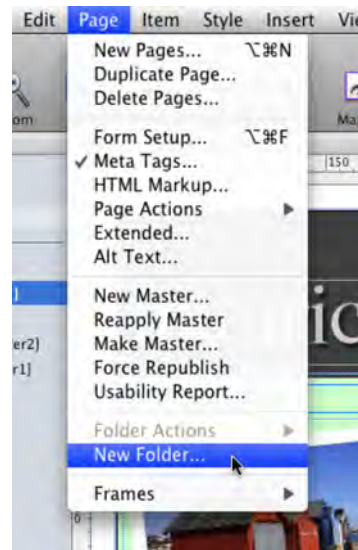 Edit Page Item Style Insert
New Pages... ⌥⌘N
Duplicate Page...
Delete Pages...
Form Setup... ⌥⌘F
150
✓ Meta Tags...
HTML Markup...
Page Actions ▶
Extended...
Alt Text...
New Master...
Reapply Master
er2)
Make Master...
r1]
Force Republish
Usability Report...
Folder Actions ▶
New Folder...
Frames ▶
0